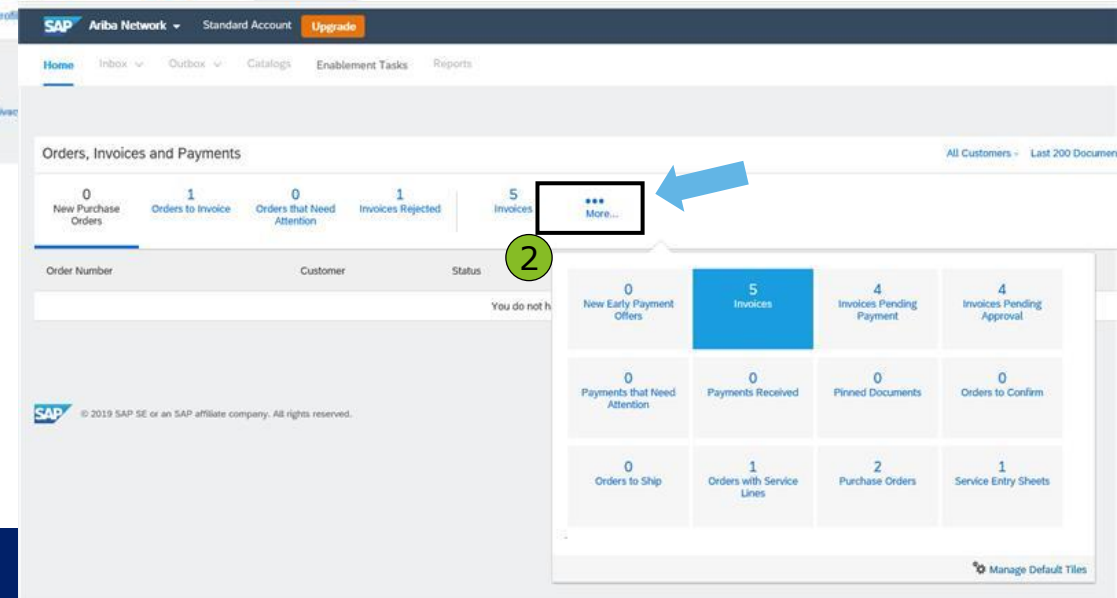 SAP Ariba Network Standard Account Upgrade
Home Inbox Outbox Catalogs Enablement Tasks Reports
Orders, Invoices and Payments
All Customers Last 200 Documen
0
New Purchase
Orders
1
Orders to Invoice
0
Orders that Need
Attention
1
Invoices Rejected
5
Invoices
More...
2
Order Number Customer Status
You do not h
0
New Early Payment
Offers
5
Invoices
4
Invoices Pending
Payment
4
Invoices Pending
Approval
0
Payments that Need
Attention
0
Payments Received
0
Pinned Documents
0
Orders to Confirm
0
Orders to Ship
1
Orders with Service
Lines
2
Purchase Orders
1
Service Entry Sheets
Manage Default Tiles
SAP © 2019 SAP SE or an SAP affiliate company. All rights reserved.